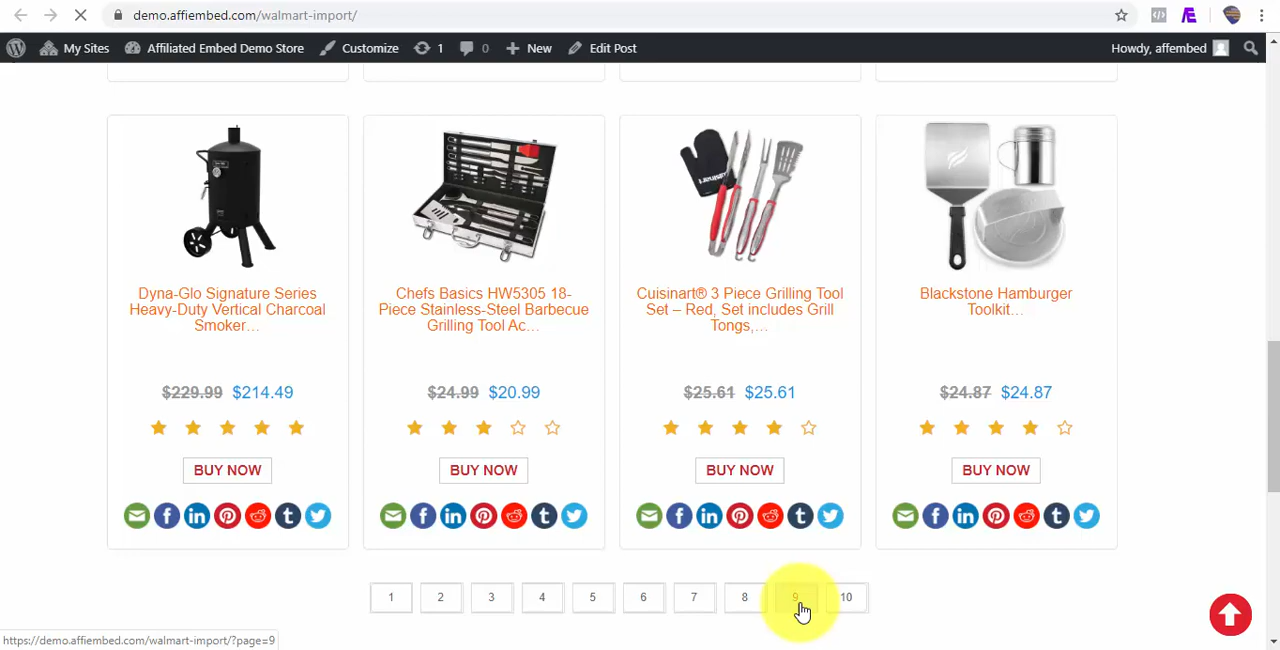 demo.affiembed.com/walmart-import/
My Sites Affiliated Embed Demo Store Customize 1 0 New Edit Post Howdy, affembed
Dyna-Glo Signature Series
Heavy-Duty Vertical Charcoal
Smoker…
$229.99 $214.49
BUY NOW
Chefs Basics HW5305 18-
Piece Stainless-Steel Barbecue
Grilling Tool Ac…
$24.99 $20.99
BUY NOW
Cuisinart® 3 Piece Grilling Tool
Set – Red, Set includes Grill
Tongs,…
$25.61 $25.61
BUY NOW
Blackstone Hamburger
Toolkit…
$24.87 $24.87
BUY NOW
1 2 3 4 5 6 7 8 9 10
https://demo.affiembed.com/walmart-import/?page=9